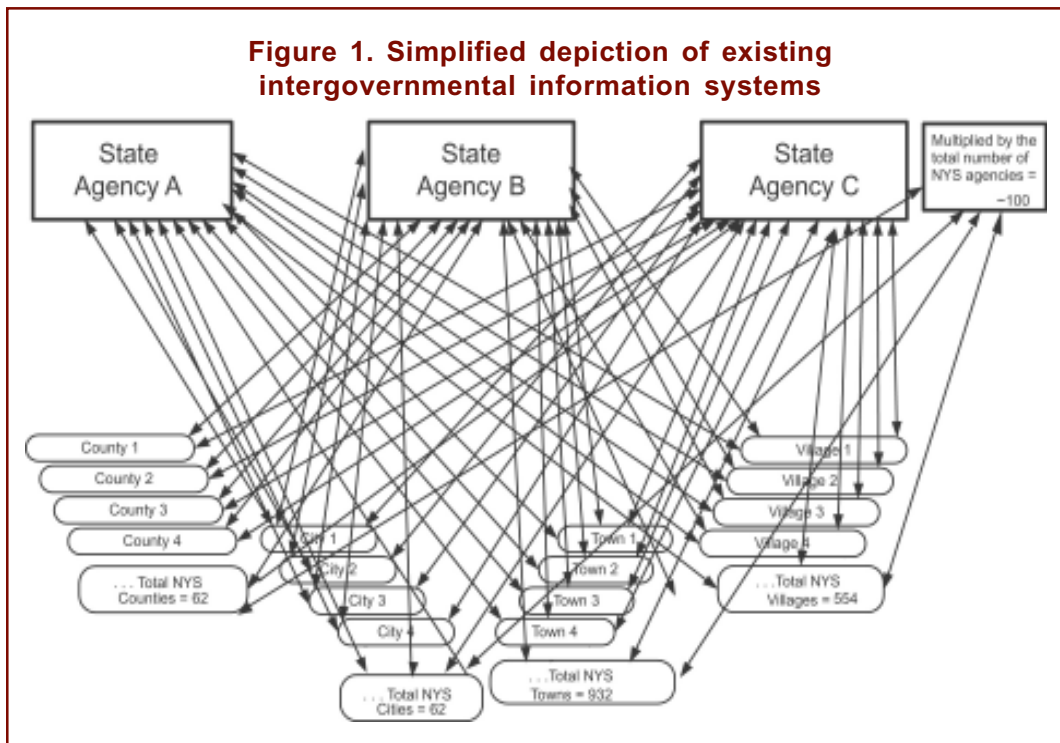 Figure 1. Simplified depiction of existing
intergovernmental information systems
State
Agency A
State
Agency B
State
Agency C
Multiplied by the
total number of
NYS agencies =
~100
County 1
County 2
County 3
County 4
. . . Total NYS
Counties = 62
City 1
City 2
City 3
City 4
. . . Total NYS
Cities = 62
Town 1
Town 2
Town 3
Town 4
. . .Total NYS
Towns = 932
Village 1
Village 2
Village 3
Village 4
. . .Total NYS
Villages = 554